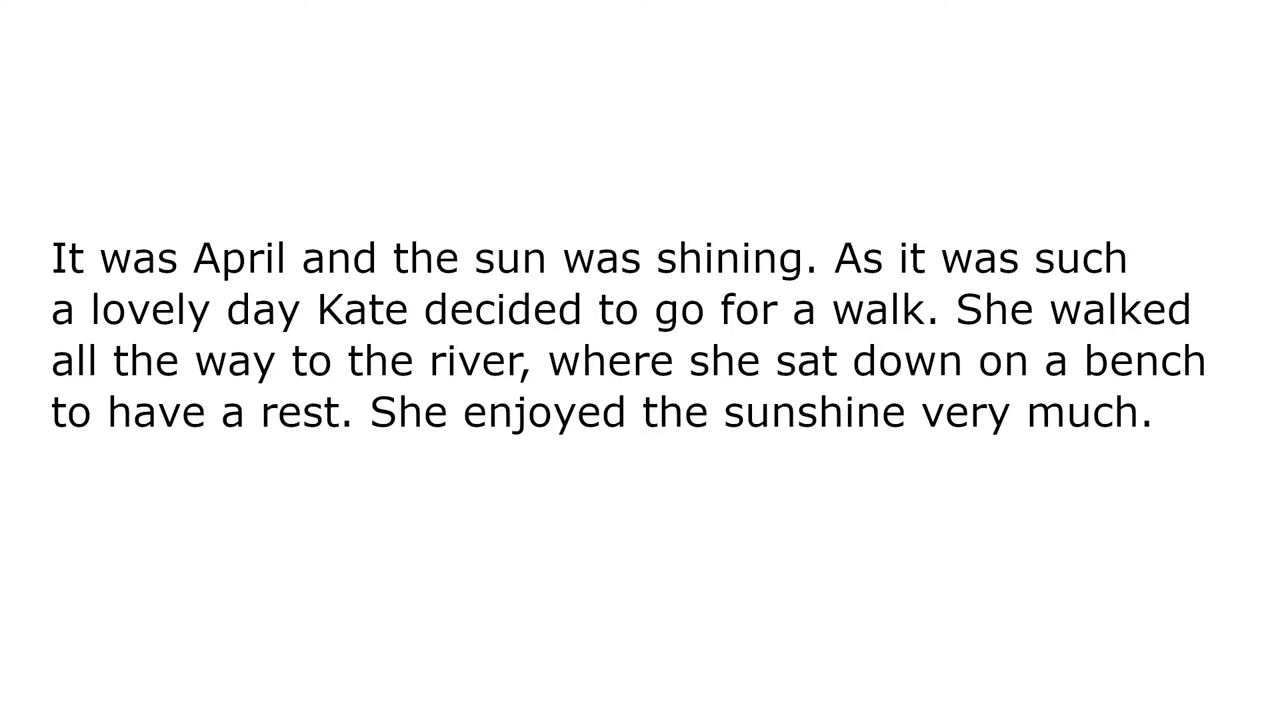 It was April and the sun was shining. As it was such
a lovely day Kate decided to go for a walk. She walked
all the way to the river, where she sat down on a bench
to have a rest. She enjoyed the sunshine very much.